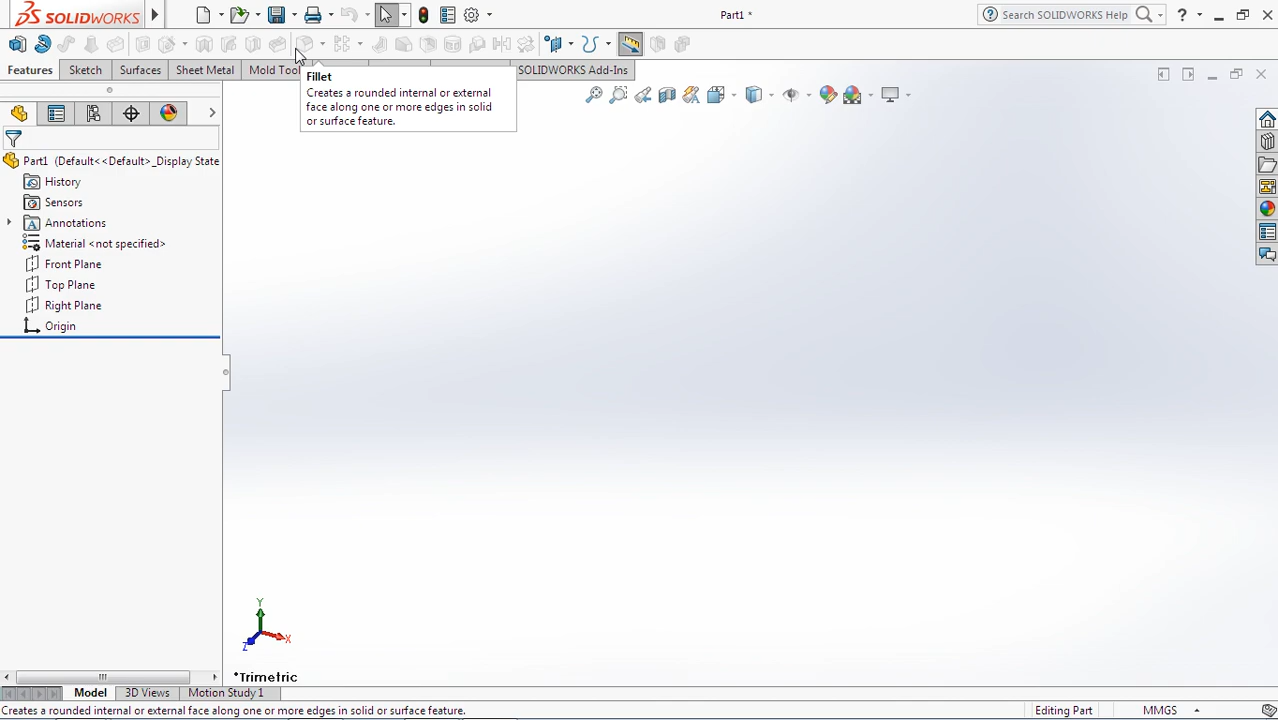 SOLIDWORKS
Part1 *
Search SOLIDWORKS Help
?
Features
Sketch
Surfaces
Sheet Metal
Mold Tool
SOLIDWORKS Add-Ins
Fillet
Creates a rounded internal or external
face along one or more edges in solid
or surface feature.
Part1 (Default<<Default>_Display State
History
Sensors
Annotations
Material <not specified>
Front Plane
Top Plane
Right Plane
Origin
Y
X
Z
*Trimetric
Model
3D Views
Motion Study 1
Creates a rounded internal or external face along one or more edges in solid or surface feature.
Editing Part
MMGS